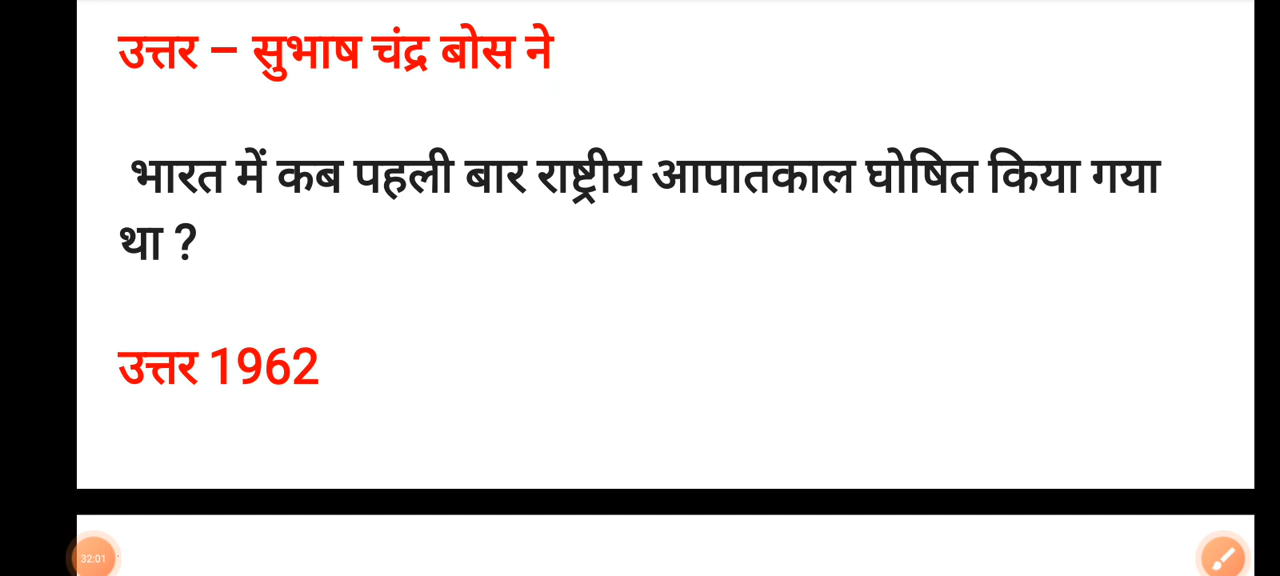 उत्तर – सुभाष चंद्र बोस ने
भारत में कब पहली बार राष्ट्रीय आपातकाल घोषित किया गया
था ?
उत्तर 1962
32:01